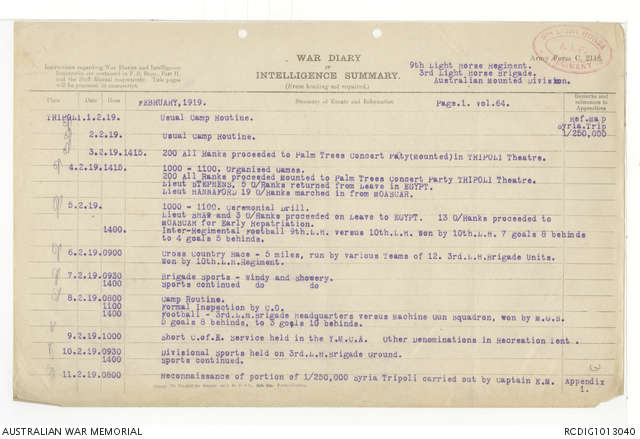 Instructions regarding War Diaries and Intelligence
Summaries are contained in F. S. Regs., Part II.
and the Staff Manual respectively. Title pages
will be prepared in manuscript.
WAR DIARY
OR
INTELLIGENCE SUMMARY.
(Erase heading not required.)
9th Light Horse Regiment.
3rd Light Horse Brigade.
Australian Mounted Division.
Army Form C. 2118.
9TH LIGHT HORSE
A.I.F.
REGIMENT
Place Date Hour
FEBRUARY, 1919.
Summary of Events and Information
Page.1. vol.64.
Remarks and
references to
Appendices
THIPOLI.1.2.19. Usual Camp Routine. Ref.map
Syria.Trip
2.2.19. Usual Camp Routine. 1/250,000
3.2.19.1415. 200 All Ranks proceeded to Palm Trees Concert Paty(mounted)in THIPOLI Theatre.
4.2.19.1415. 1000 - 1100. Organised Games.
200 All Ranks proceeded Mounted to Palm Trees Concert Party THIPOLI Theatre.
Lieut STEPHENS, 5 O/Ranks returned from Leave in EGYPT.
Lieut HANNAFORD 19 O/Ranks marched in from MOASCAR.
5.2.19. 1000 - 1100. Ceremonial Drill.
Lieut SHAW and 3 O/Ranks proceeded on Leave to EGYPT. 13 O/Ranks proceeded to
MOASCAR for Early Repatriation.
1400. Inter-Regimental Football 9th.L.H. versus 10th.L.H. Won by 10th.L.H. 7 goals 8 behinds
to 4 goals 5 behinds.
6.2.19.0900 Cross Country Race - 5 miles, run by various Teams of 12. 3rd.L.H.Brigade Units.
Won by 10th.L.H.Regiment.
7.2.19.0930 Brigade Sports - Windy and Showery.
1400 Sports continued do do
8.2.19.0800 Camp Routine.
1100 Formal Inspection by C.O.
1400 Football - 3rd.L.H.Brigade Headquarters versus Machine Gun Squadron, won by M.G.S.
5 goals 8 behinds, to 3 goals 10 behinds.
9.2.19.1000 Short C.of.E. Service held in the Y.M.C.A. Other Denominations in Recreation Tent.
10.2.19.0930 Divisional Sports held on 3rd.L.H.Brigade Ground.
1400 Sports continued.
11.2.19.0800 Reconnaissance of portion of 1/250,000 Syria Tripoli carried out by Captain E.M. Appendix
1.
AUSTRALIAN WAR MEMORIAL
RCDIG1013040